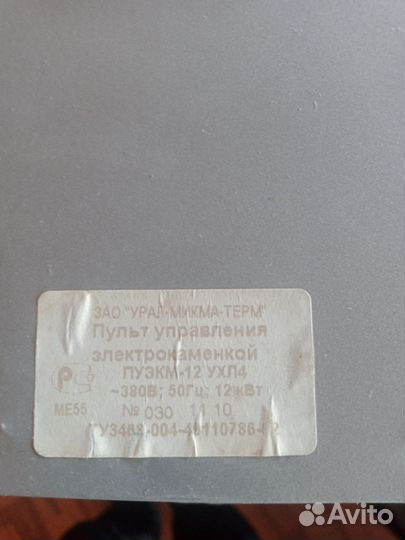 ЗАО "УРАЛ-МИКМА-ТЕРМ"
Пульт управления
электрокаменкой
ПУЭКМ-12 УХЛ4
~380В; 50Гц; 12 кВт
МЕ55 № 030 11 10
Avito